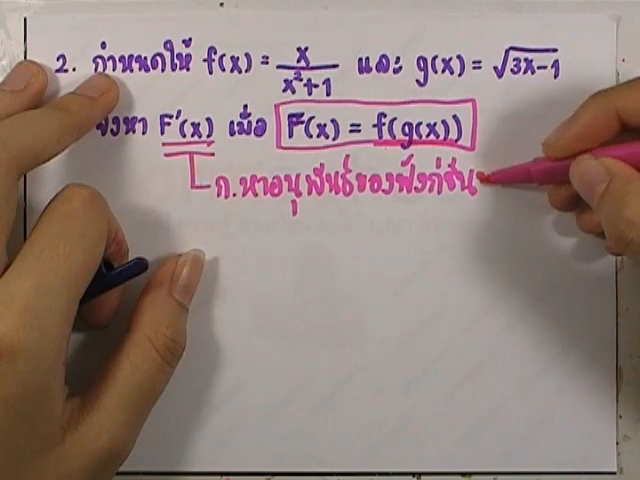 2. กำหนดให้ f(x) = x/(x²+1) และ g(x) = √(3x-1)
จงหา F'(x) เมื่อ F(x) = f(g(x))
ก.หาอนุพันธ์ของฟังก์ชัน